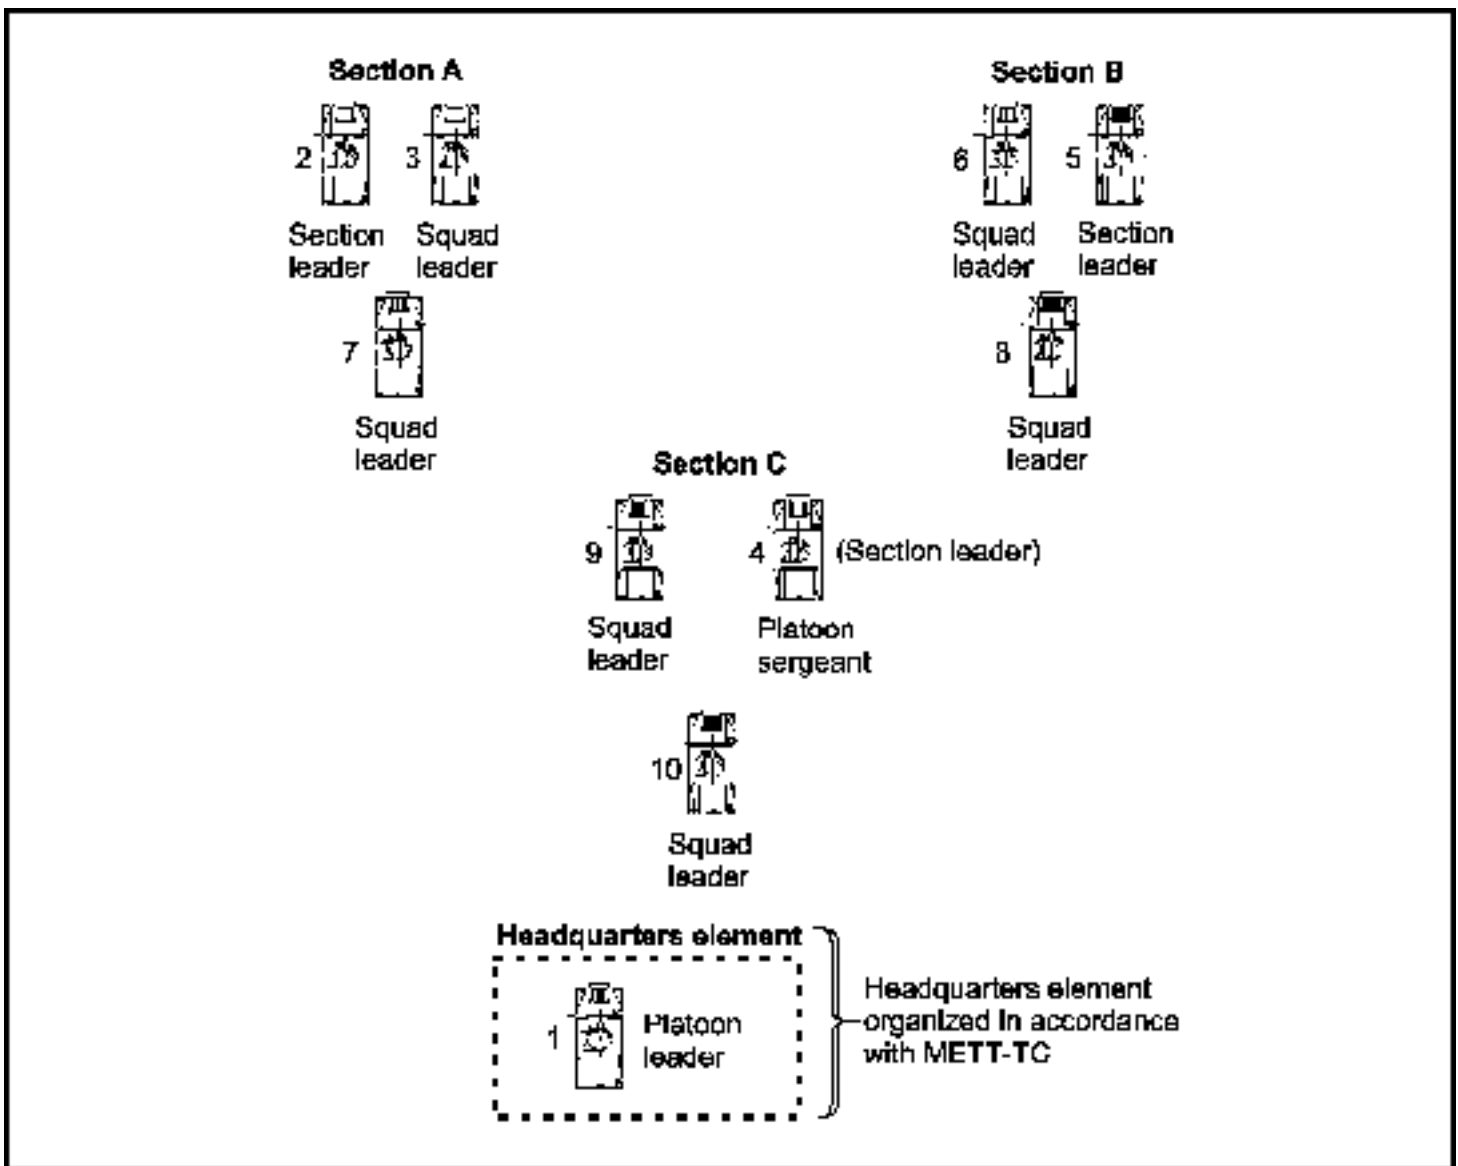 Section A
2
3
Section leader
Squad leader
7
Squad leader
Section B
6
5
Squad leader
Section leader
8
Squad leader
Section C
9
4
(Section leader)
Squad leader
Platoon sergeant
10
Squad leader
Headquarters element
1
Platoon
leader
Headquarters element
organized in accordance
with METT-TC